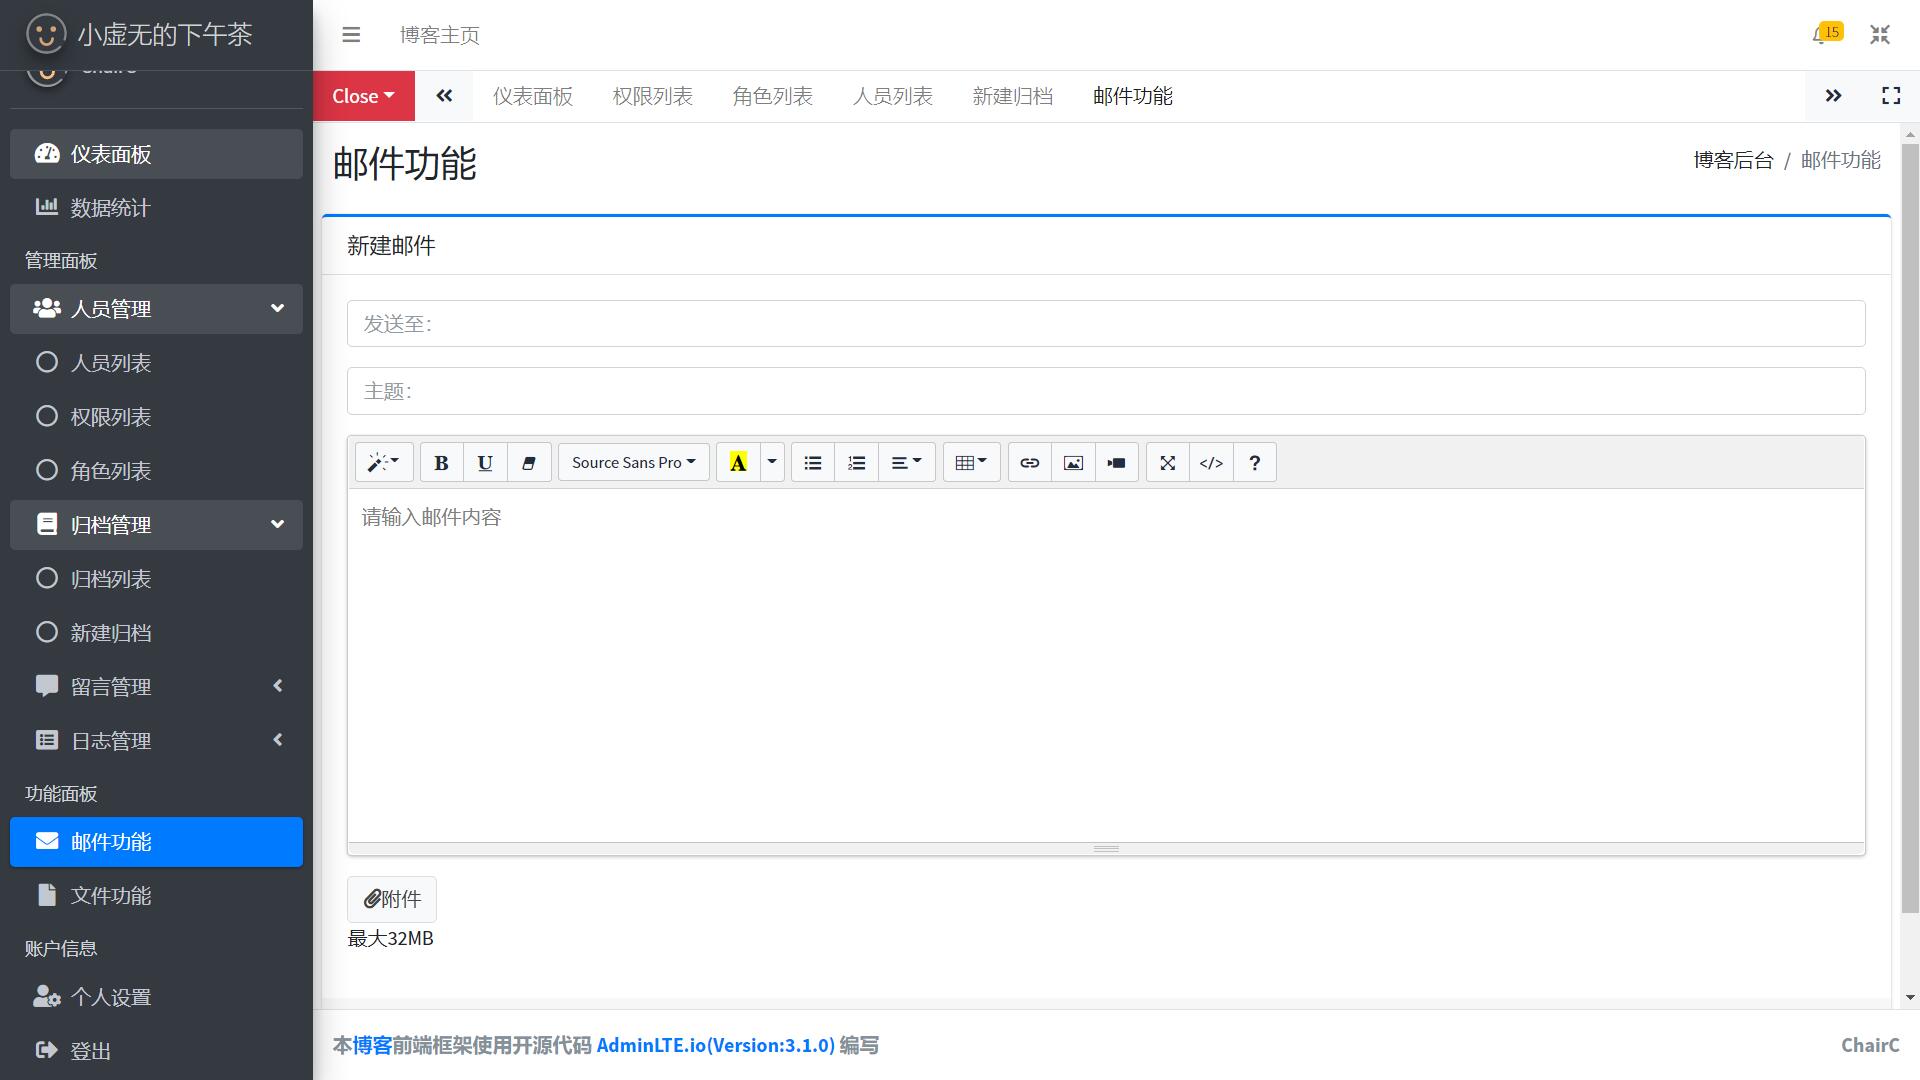 小虚无的下午茶
仪表面板
数据统计
管理面板
人员管理
人员列表
权限列表
角色列表
归档管理
归档列表
新建归档
留言管理
日志管理
功能面板
邮件功能
文件功能
账户信息
个人设置
登出
博客主页
15
Close
仪表面板 权限列表 角色列表 人员列表 新建归档 邮件功能
邮件功能
博客后台 / 邮件功能
新建邮件
发送至：
主题：
B U Source Sans Pro A </> ?
请输入邮件内容
附件
最大32MB
本博客前端框架使用开源代码 AdminLTE.io(Version:3.1.0) 编写
ChairC